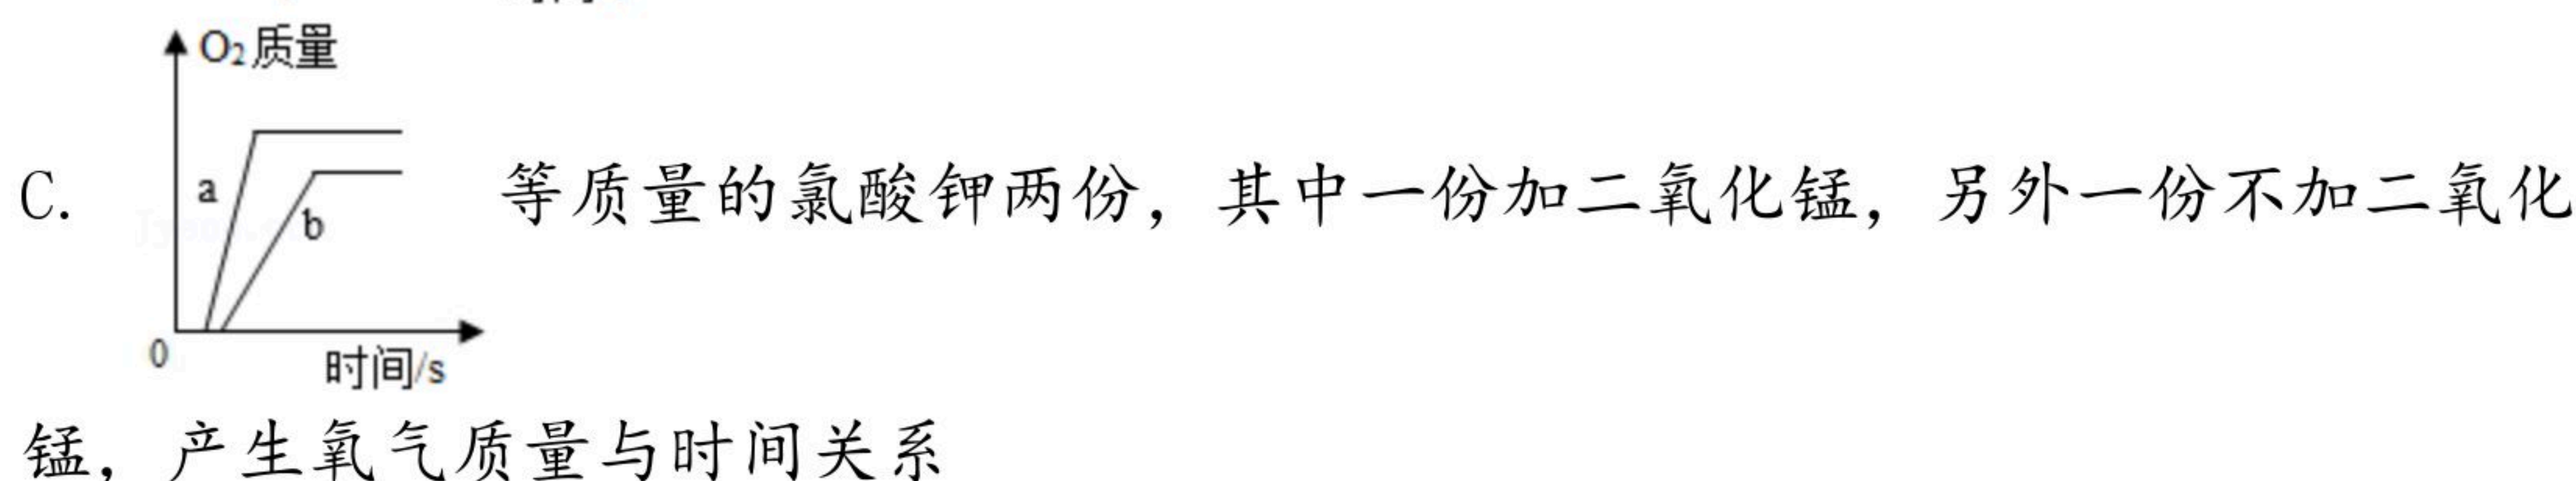 O₂质量
a
b
0
时间/s
C.
等质量的氯酸钾两份，其中一份加二氧化锰，另外一份不加二氧化
锰，产生氧气质量与时间关系